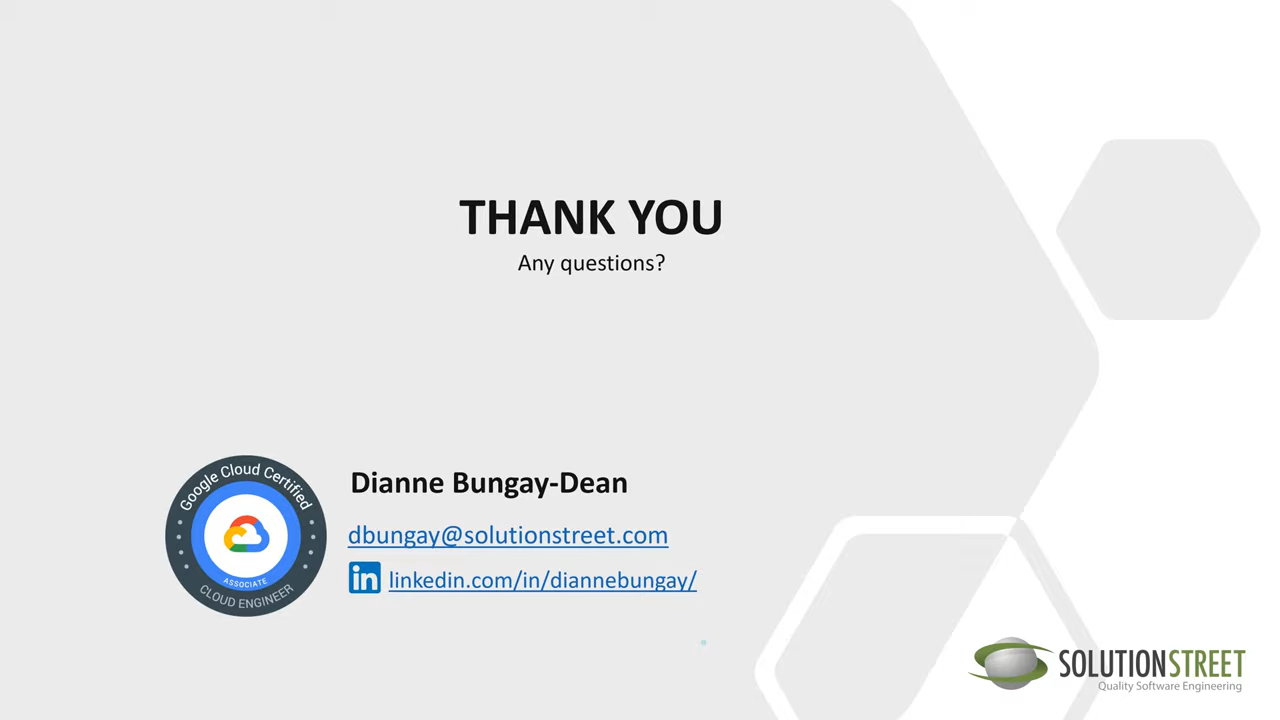 THANK YOU
Any questions?
Google Cloud Certified
ASSOCIATE
CLOUD ENGINEER
Dianne Bungay-Dean
dbungay@solutionstreet.com
in linkedin.com/in/diannebungay/
SOLUTIONSTREET
Quality Software Engineering